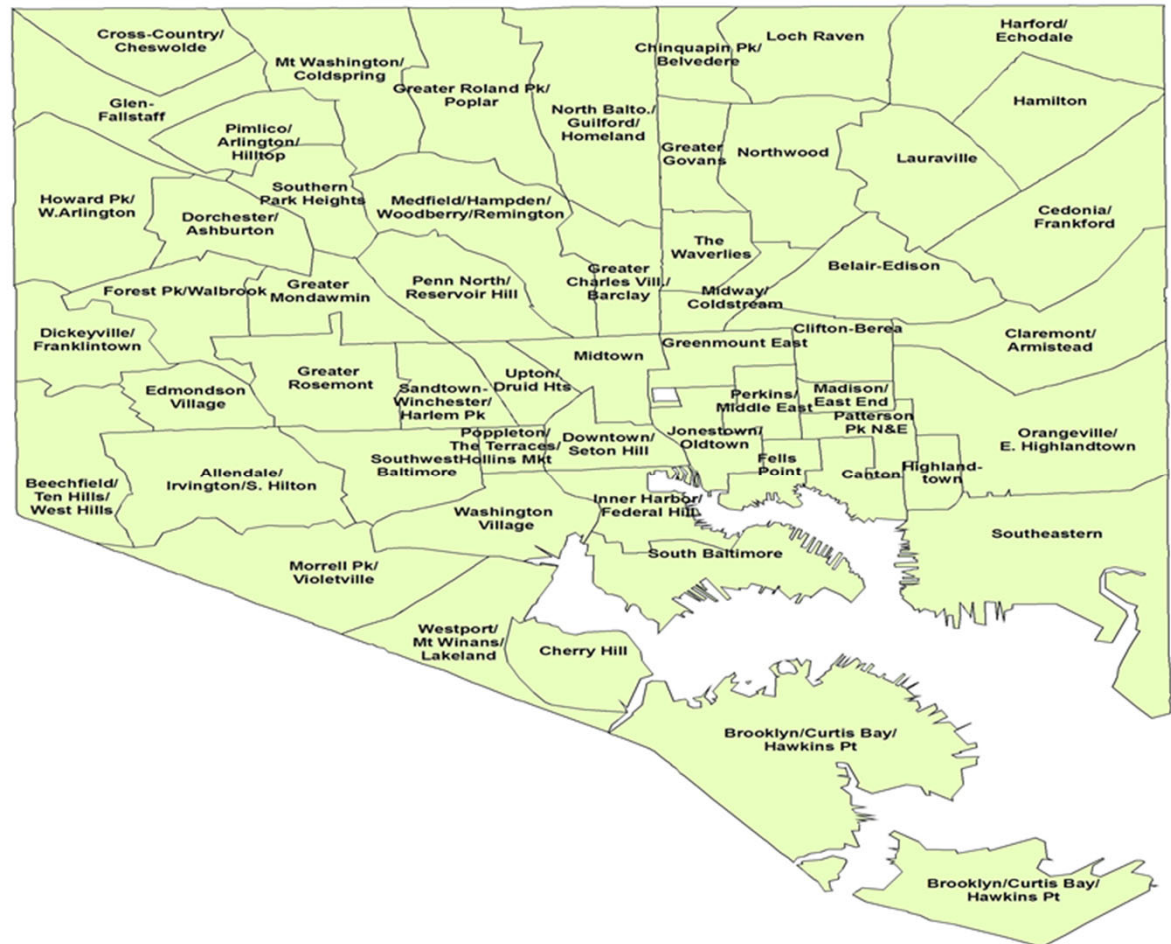 Cross-Country/
Cheswolde
Mt Washington/
Coldspring
Greater Roland Pk/
Poplar
North Balto./
Guilford/
Homeland
Chinquapin Pk/
Belvedere
Loch Raven
Harford/
Echodale
Glen-
Fallstaff
Pimlico/
Arlington/
Hilltop
Greater
Govans
Northwood
Lauraville
Hamilton
Howard Pk/
W.Arlington
Dorchester/
Ashburton
Southern
Park Heights
Medfield/Hampden/
Woodberry/Remington
Cedonia/
Frankford
The
Waverlies
Belair-Edison
Forest Pk/Walbrook
Greater
Mondawmin
Penn North/
Reservoir Hill
Greater
Charles Vill./
Barclay
Midway/
Coldstream
Dickeyville/
Franklintown
Greenmount East
Clifton-Berea
Claremont/
Armistead
Edmondson
Village
Greater
Rosemont
Sandtown-
Winchester/
Harlem Pk
Upton/
Druid Hts
Midtown
Perkins/
Middle East
Madison/
East End
Patterson
Pk N&E
Orangeville/
E. Highlandtown
Beechfield/
Ten Hills/
West Hills
Allendale/
Irvington/S. Hilton
Southwest
Baltimore
Poppleton/
The Terraces/
Hollins Mkt
Downtown/
Seton Hill
Jonestown/
Oldtown
Fells
Point
Canton
Highland-
town
Washington
Village
Inner Harbor/
Federal Hill
Southeastern
Morrell Pk/
Violetville
South Baltimore
Westport/
Mt Winans/
Lakeland
Cherry Hill
Brooklyn/Curtis Bay/
Hawkins Pt
Brooklyn/Curtis Bay/
Hawkins Pt